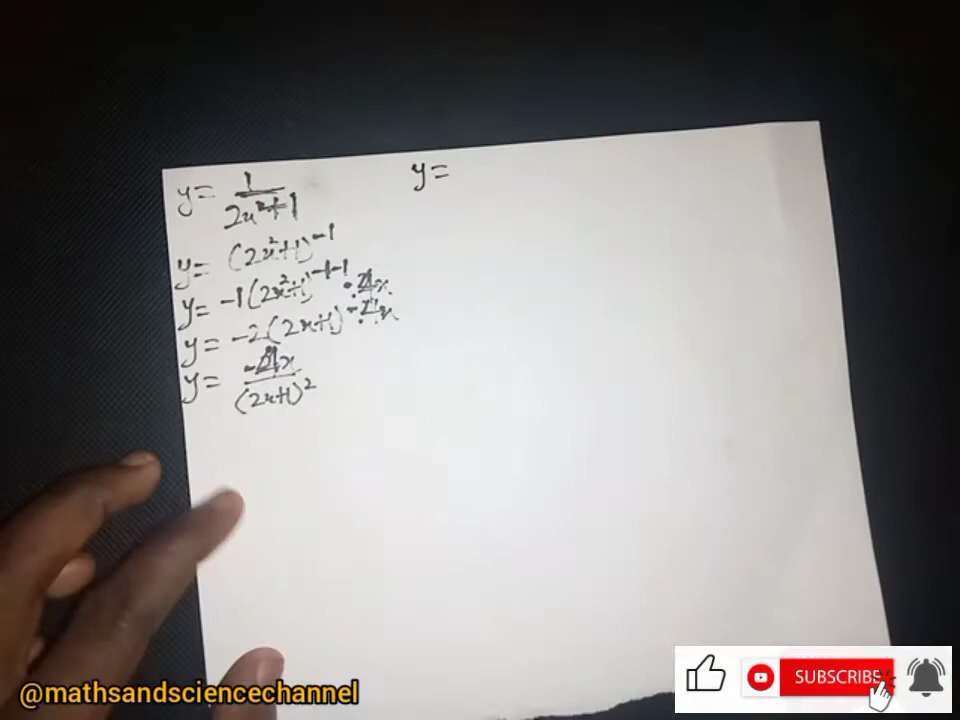 y = 1/(2x²+1)
y =
y = (2x²+1)⁻¹
y = -1(2x²+1)⁻¹⁻¹ · 4x
y = -2(2x+1) · 4x
y = -4x/(2x+1)²
@mathsandsciencechannel
SUBSCRIBE